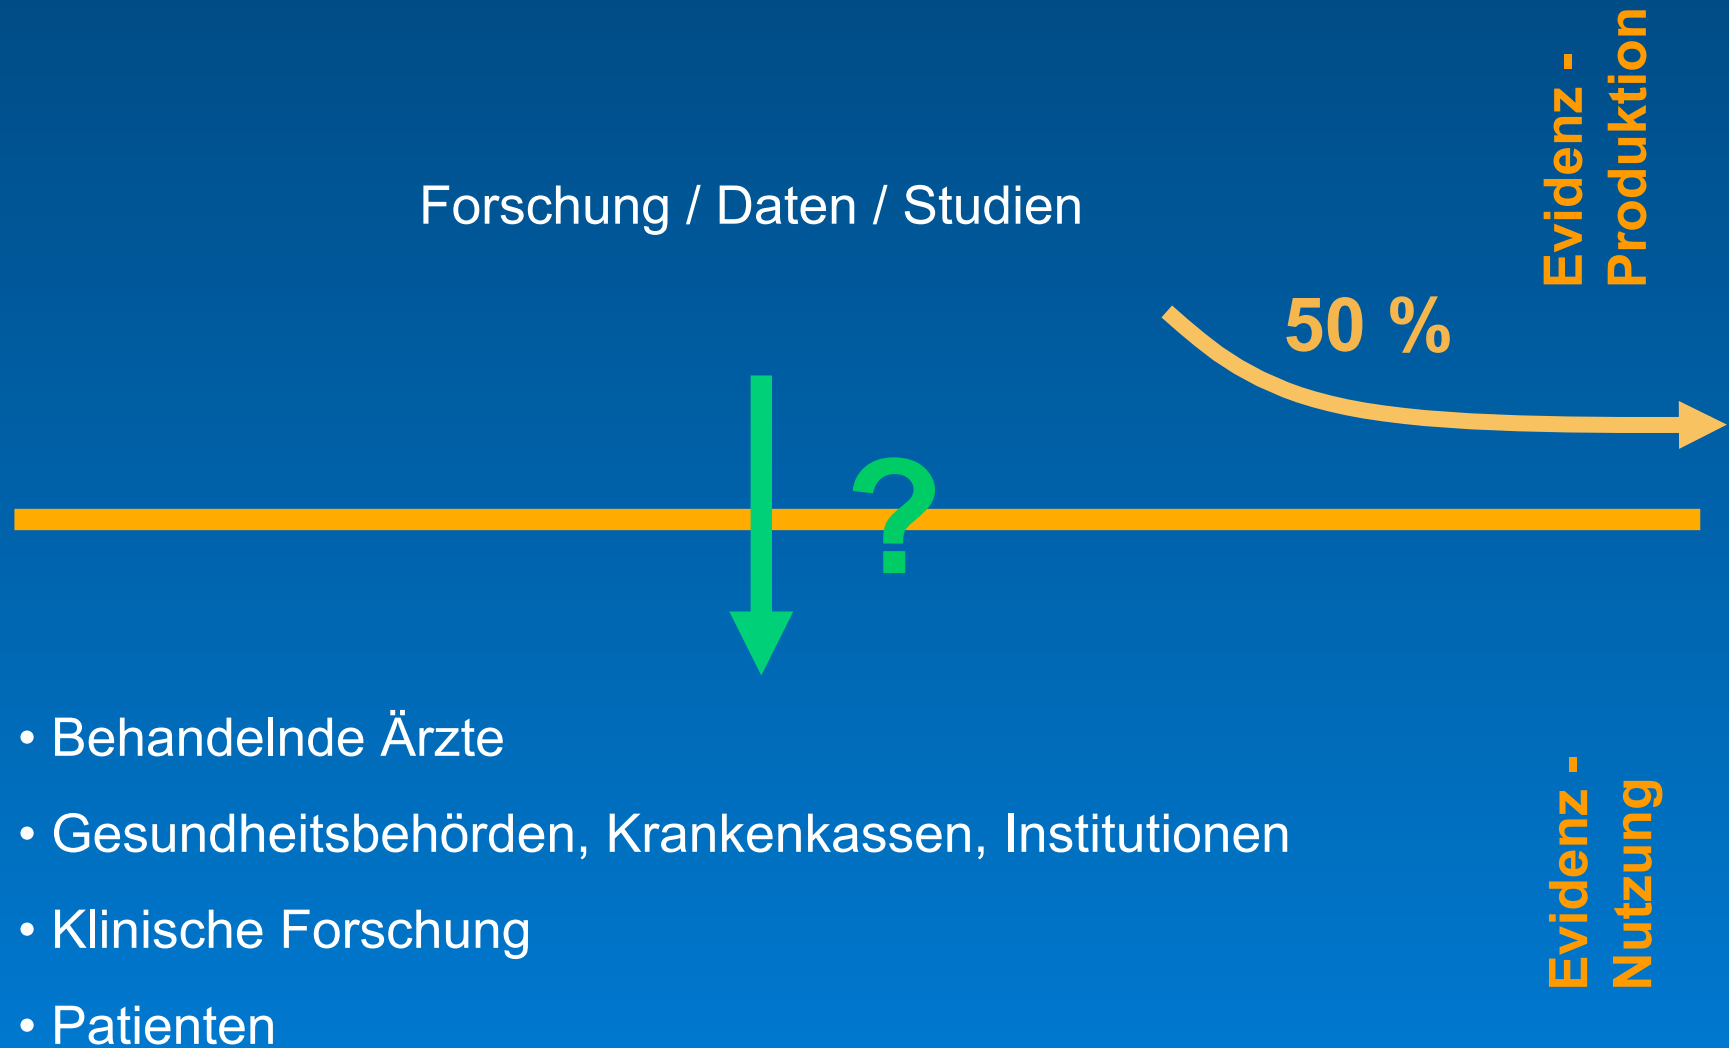 Evidenz -
Produktion
Forschung / Daten / Studien
50 %
?
• Behandelnde Ärzte
• Gesundheitsbehörden, Krankenkassen, Institutionen
• Klinische Forschung
• Patienten
Evidenz -
Nutzung